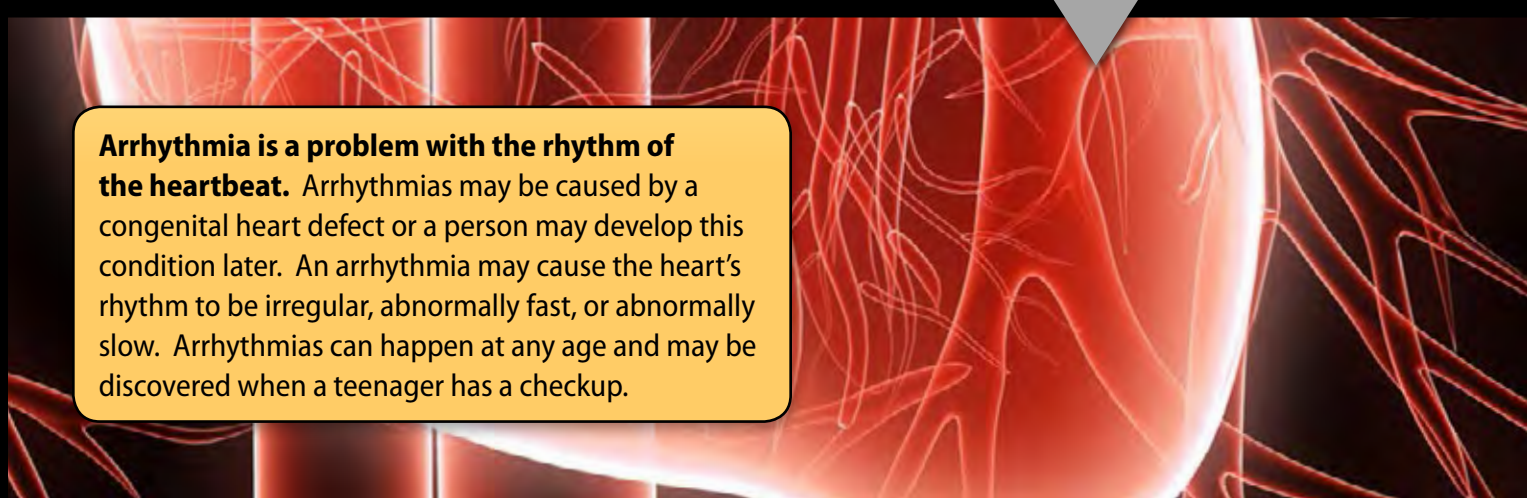 Arrhythmia is a problem with the rhythm of
the heartbeat. Arrhythmias may be caused by a
congenital heart defect or a person may develop this
condition later. An arrhythmia may cause the heart’s
rhythm to be irregular, abnormally fast, or abnormally
slow. Arrhythmias can happen at any age and may be
discovered when a teenager has a checkup.